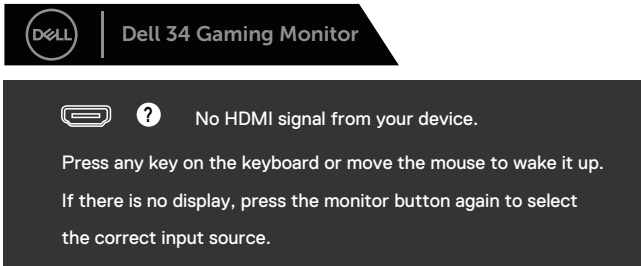 DELL
Dell 34 Gaming Monitor
? No HDMI signal from your device.
Press any key on the keyboard or move the mouse to wake it up.
If there is no display, press the monitor button again to select
the correct input source.